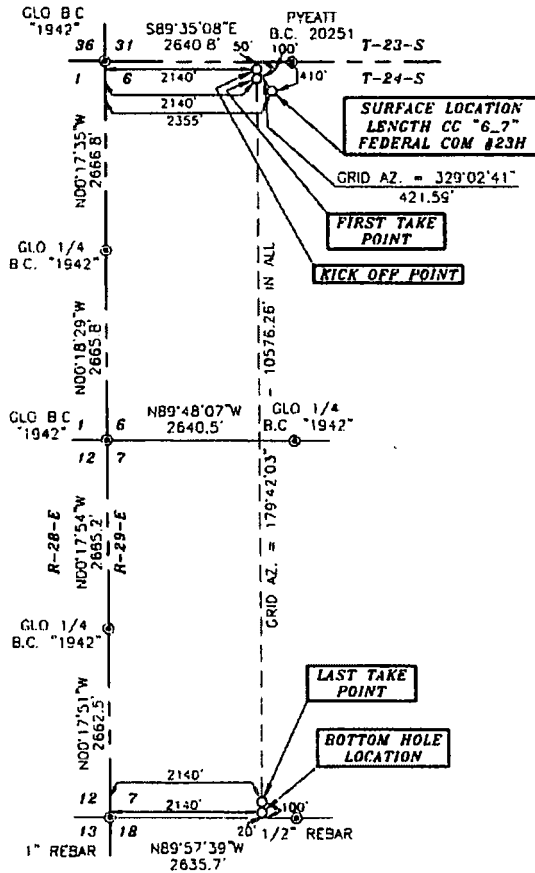 GLO B C
"1942"
S89°35'08"E
2640 8'
PYEATT
B.C. 20251
36 31
50' 100'
T-23-S
1 6
2140'
410'
T-24-S
2140'
2355'
SURFACE LOCATION
LENGTH CC "6_7"
FEDERAL COM #23H
GRID AZ. = 329°02'41"
421.59'
N00°17'35"W
2666.8'
FIRST TAKE
POINT
KICK OFF POINT
GLO 1/4
B.C. "1942"
N00°18'29"W
2665.8'
- 10576.26' IN ALL
GLO B C
"1942"
1 6
N89°48'07"W
2640.5'
GLO 1/4
B.C "1942"
12 7
GRID AZ. = 179°42'03"
R-28-E
N00°17'54"W
2665.2'
R-29-E
GLO 1/4
B.C. "1942"
LAST TAKE
POINT
N00°17'51"W
2662.5'
BOTTOM HOLE
LOCATION
2140'
12 7
2140'
100'
13 18
20'
1/2" REBAR
1" REBAR
N89°57'39"W
2635.7'